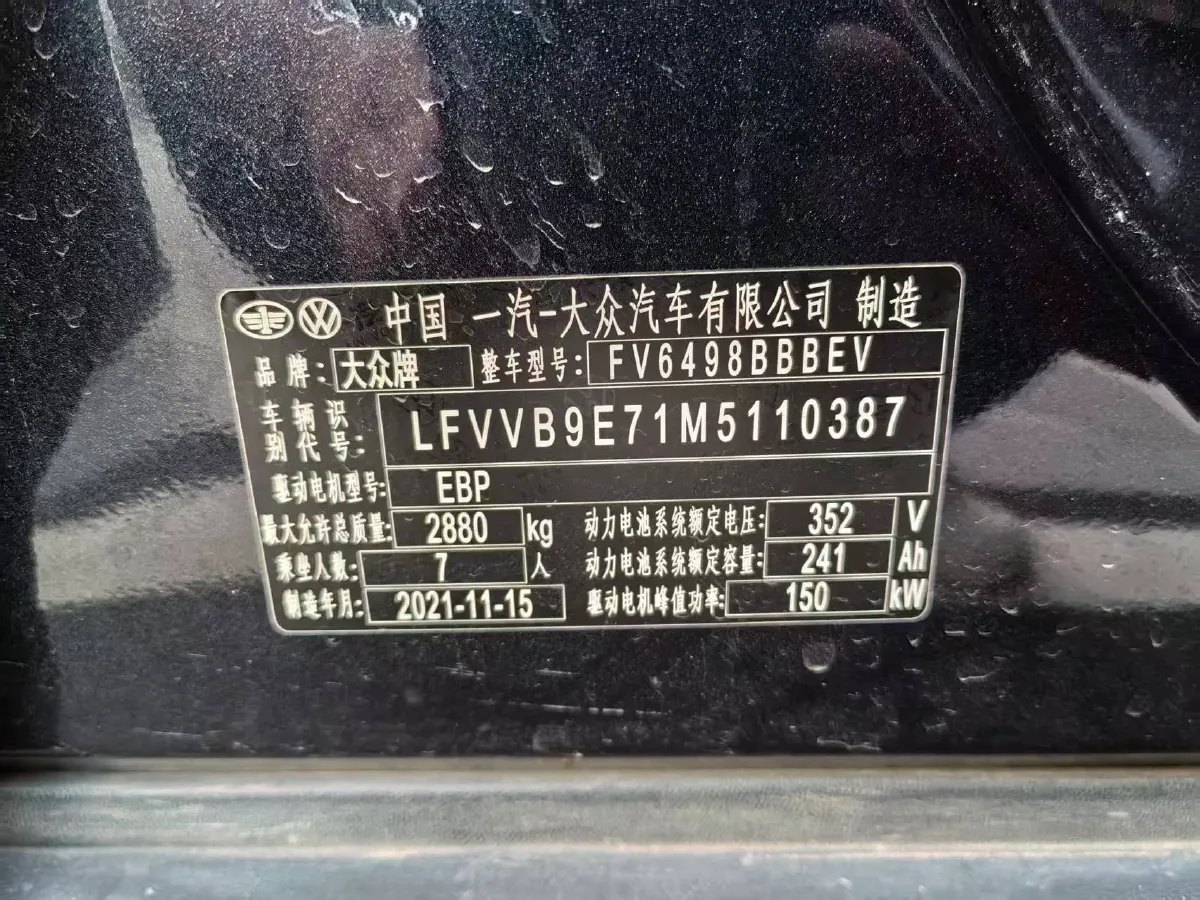 中国 一汽-大众汽车有限公司 制造
品牌: 大众牌 整车型号: FV6498BBBEV
车辆识别代号: LFVVB9E71M5110387
驱动电机型号: EBP
最大允许总质量: 2880 kg 动力电池系统额定电压: 352 V
乘坐人数: 7 人 动力电池系统额定容量: 241 Ah
制造年月: 2021-11-15 驱动电机峰值功率: 150 kW